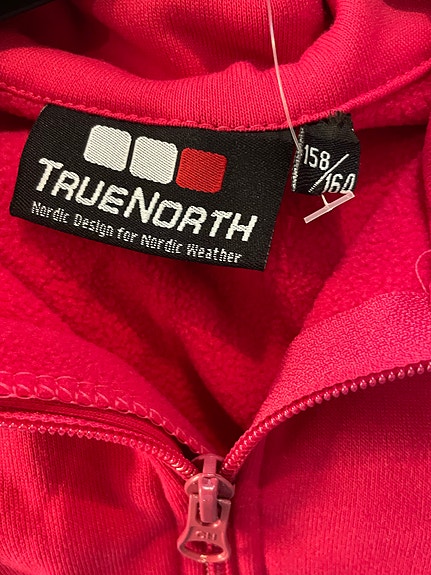 TRUENORTH
Nordic Design for Nordic Weather
158/
160